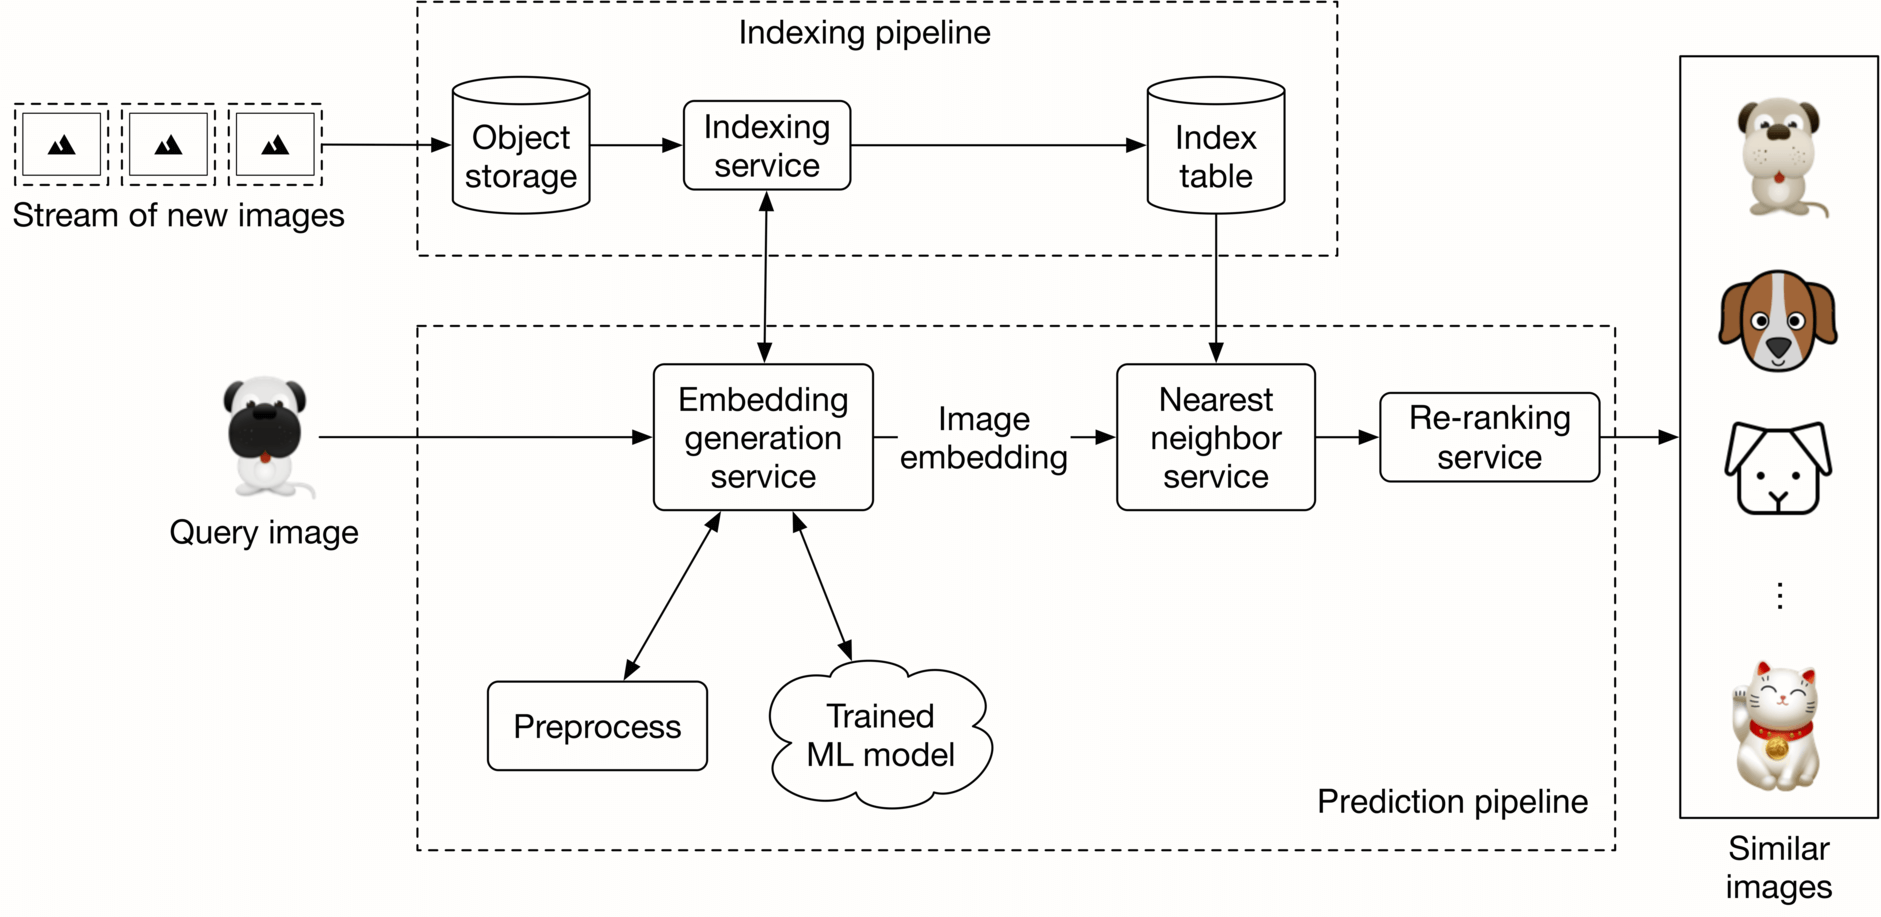 Indexing pipeline
Object
storage
Indexing
service
Index
table
Stream of new images
Embedding
generation
service
Image
embedding
Nearest
neighbor
service
Re-ranking
service
Query image
Preprocess
Trained
ML model
Prediction pipeline
Similar
images